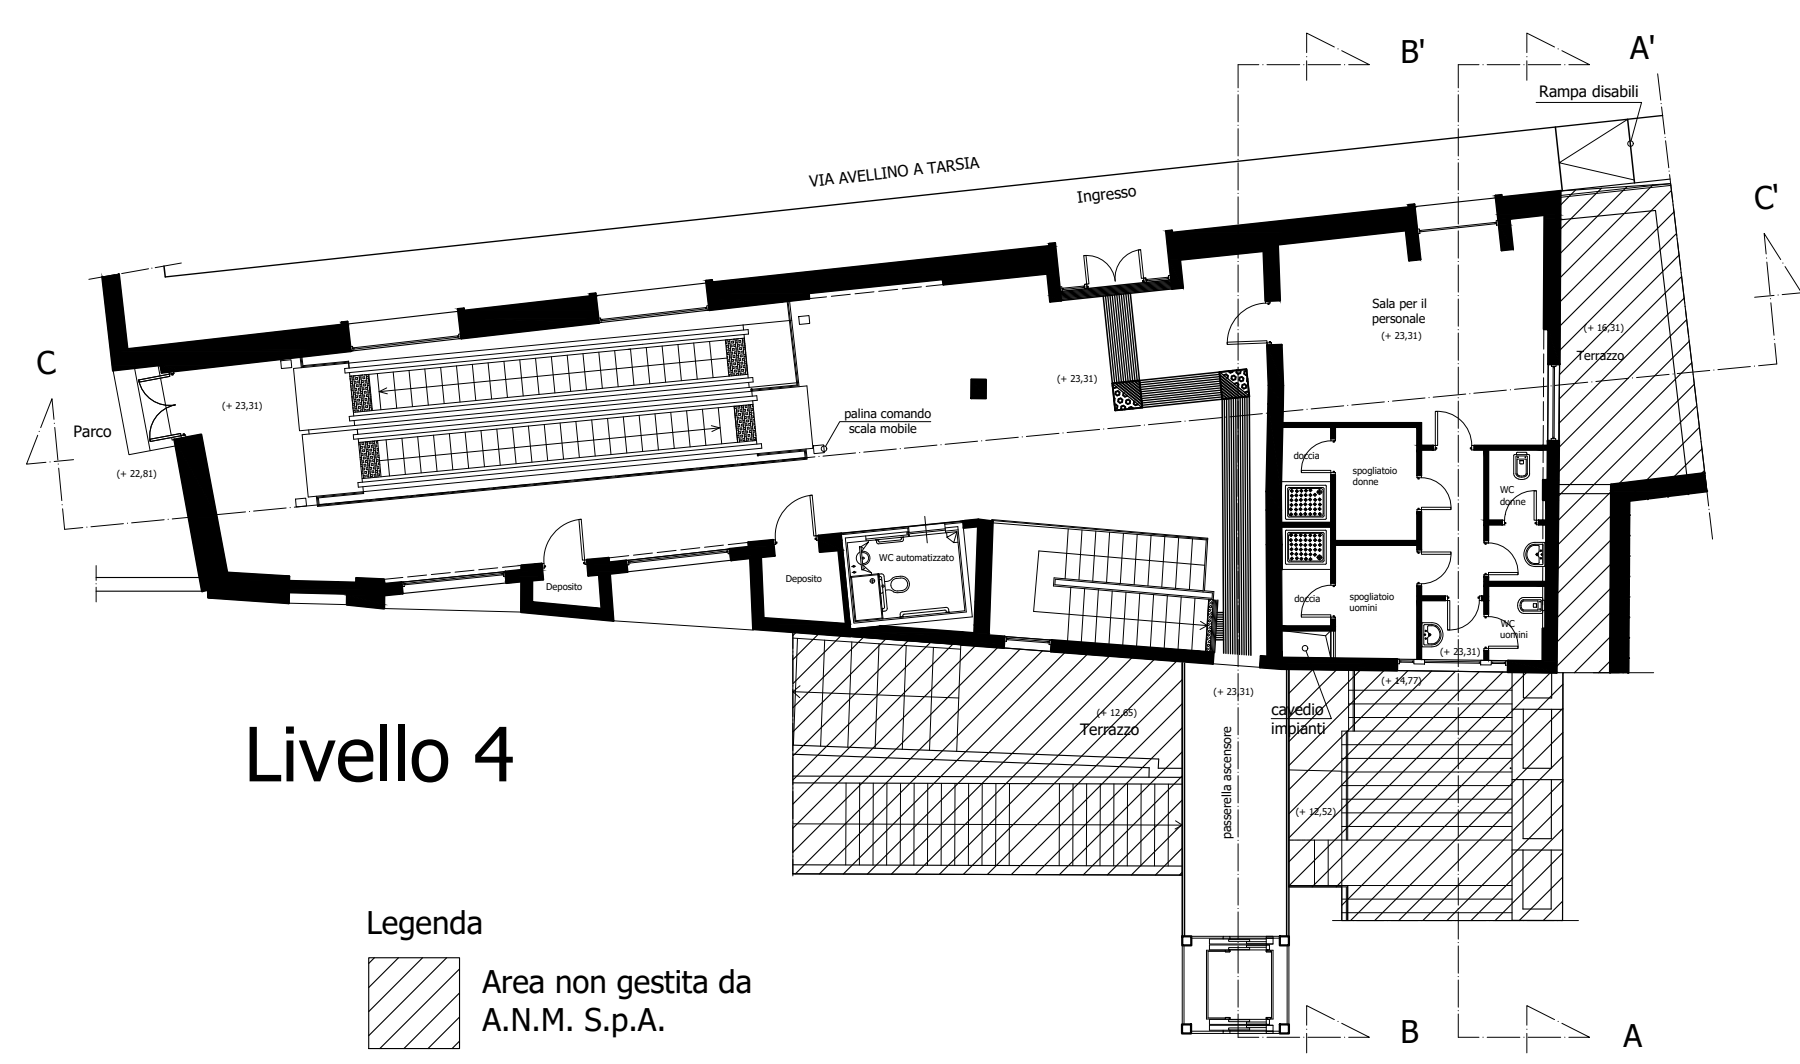 B'
A'
Rampa disabili
VIA AVELLINO A TARSIA
Ingresso
C'
Sala per il
personale
(+ 23,31)
(+ 16,31)
Terrazzo
C
(+ 23,31)
(+ 23,31)
palina comando
scala mobile
Parco
(+ 22,81)
doccia
spogliatoio
donne
WC
donne
WC automatizzato
Deposito
Deposito
doccia
spogliatoio
uomini
WC
uomini
(+ 23,31)
(+ 14,77)
(+ 23,31)
cavedio
impianti
(+ 12,65)
Terrazzo
passerella ascensore
(+ 12,52)
Livello 4
Legenda
Area non gestita da
A.N.M. S.p.A.
B
A